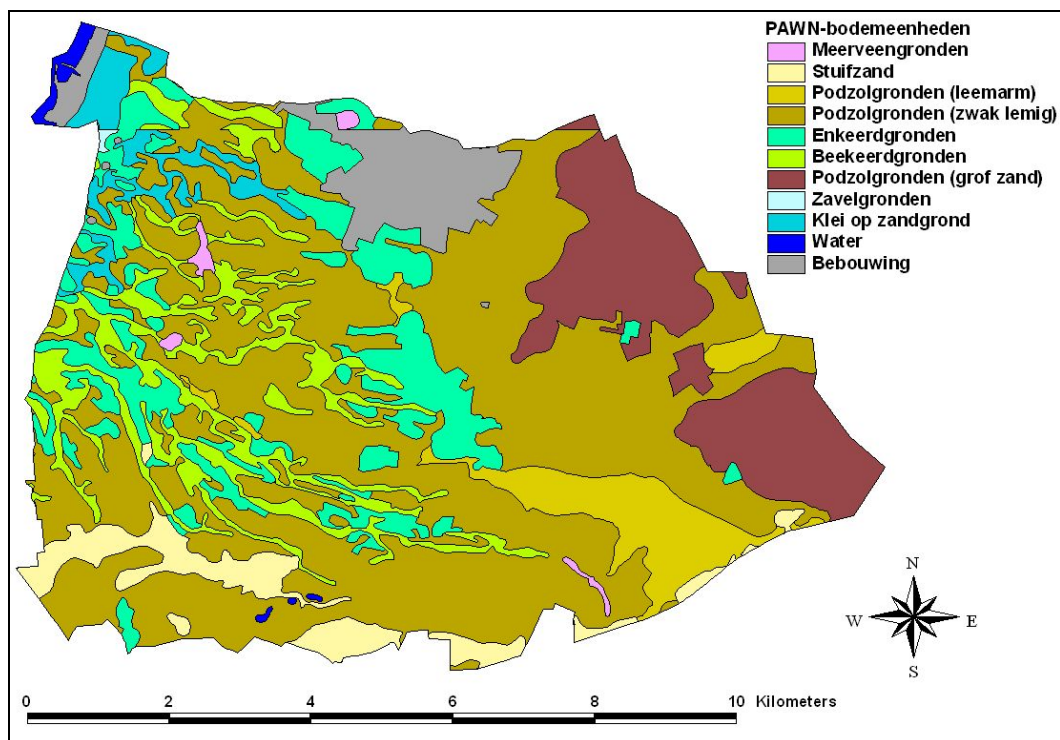 PAWN-bodemeenheden
Meerveengronden
Stuifzand
Podzolgronden (leemarm)
Podzolgronden (zwak lemig)
Enkeerdgronden
Beekeerdgronden
Podzolgronden (grof zand)
Zavelgronden
Klei op zandgrond
Water
Bebouwing
N
W E
S
0 2 4 6 8 10 Kilometers